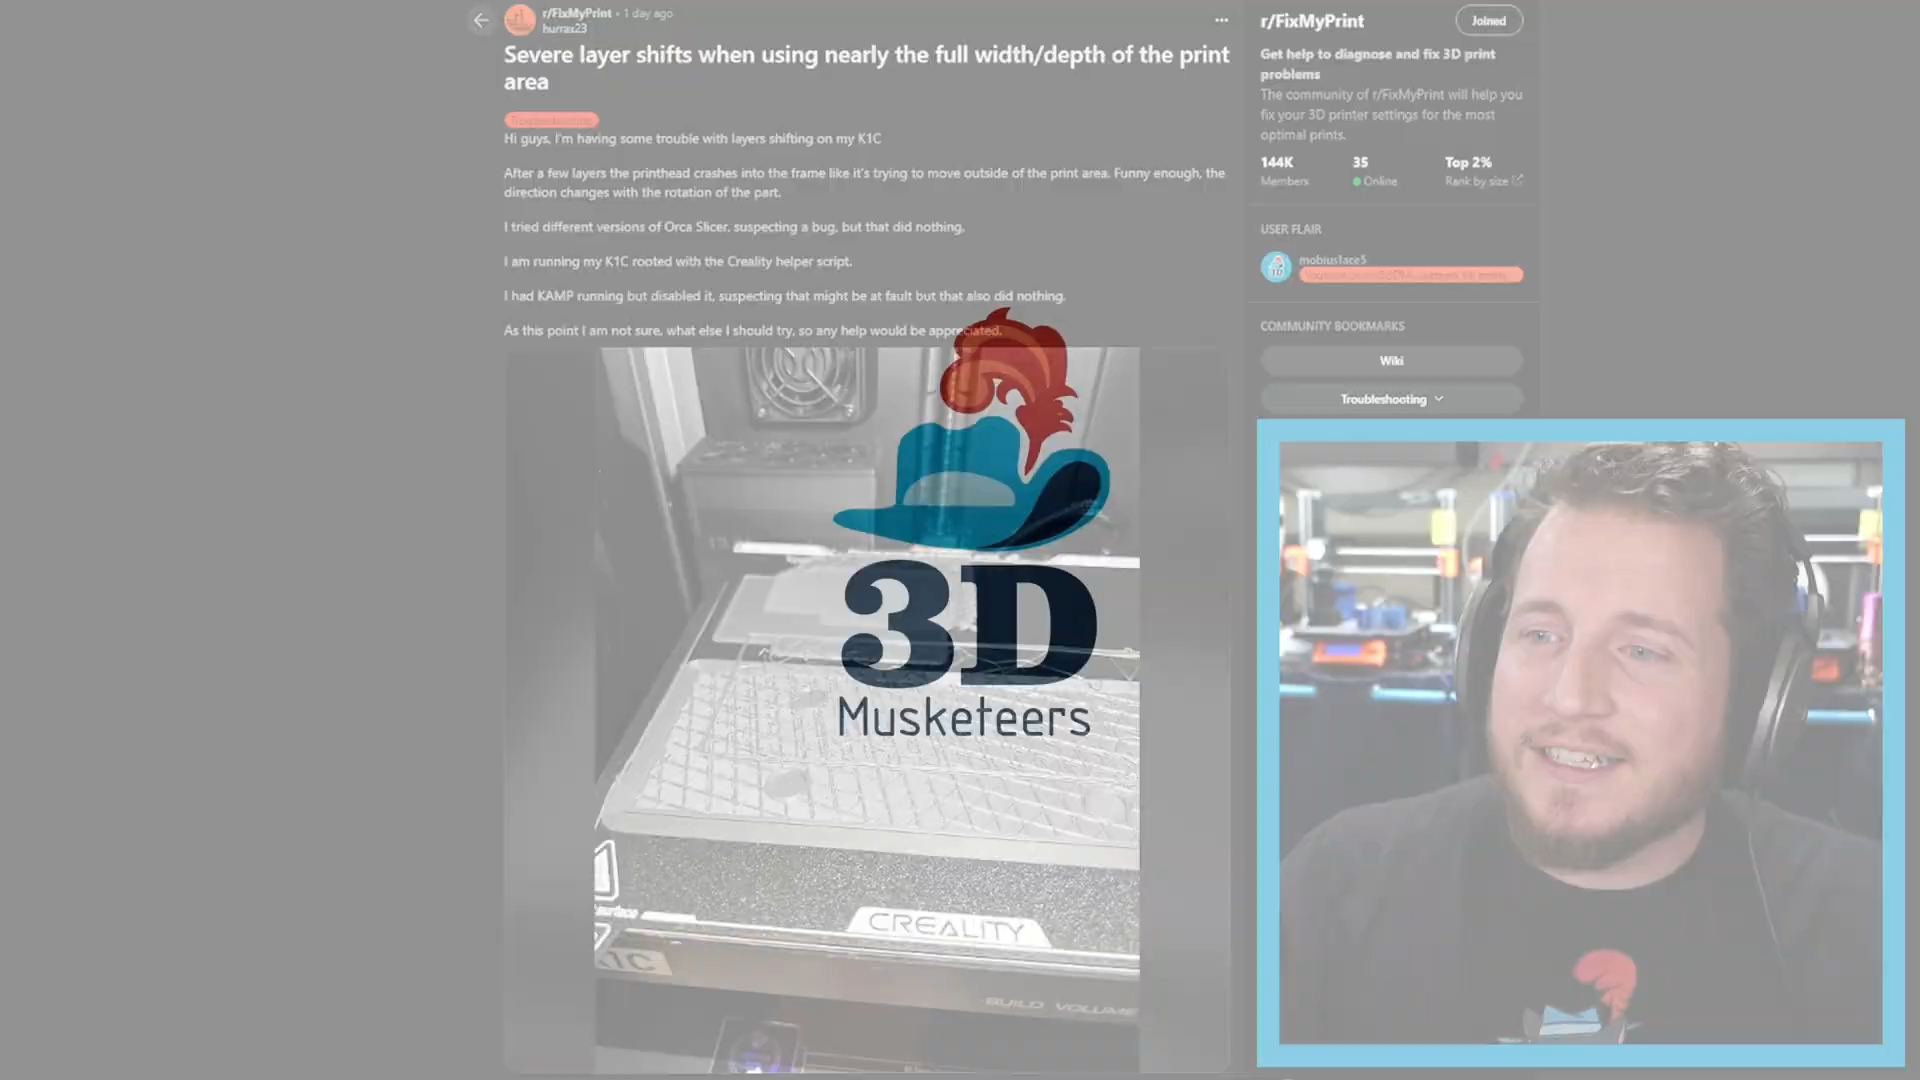 r/FixMyPrint • 1 day ago
hurrax23
Severe layer shifts when using nearly the full width/depth of the print
area
Troubleshooting
Hi guys, I'm having some trouble with layers shifting on my K1C
After a few layers the printhead crashes into the frame like it's trying to move outside of the print area. Funny enough, the
direction changes with the rotation of the part.
I tried different versions of Orca Slicer, suspecting a bug, but that did nothing.
I am running my K1C rooted with the Creality helper script.
I had KAMP running but disabled it, suspecting that might be at fault but that also did nothing.
As this point I am not sure, what else I should try, so any help would be appreciated.
3D
Musketeers
CREALITY
K1C
BUILD VOLUME
r/FixMyPrint
Joined
Get help to diagnose and fix 3D print
problems
The community of r/FixMyPrint will help you
fix your 3D printer settings for the most
optimal prints.
144K
35
Top 2%
Members
Online
Rank by size
USER FLAIR
mobius1ace5
COMMUNITY BOOKMARKS
Wiki
Troubleshooting